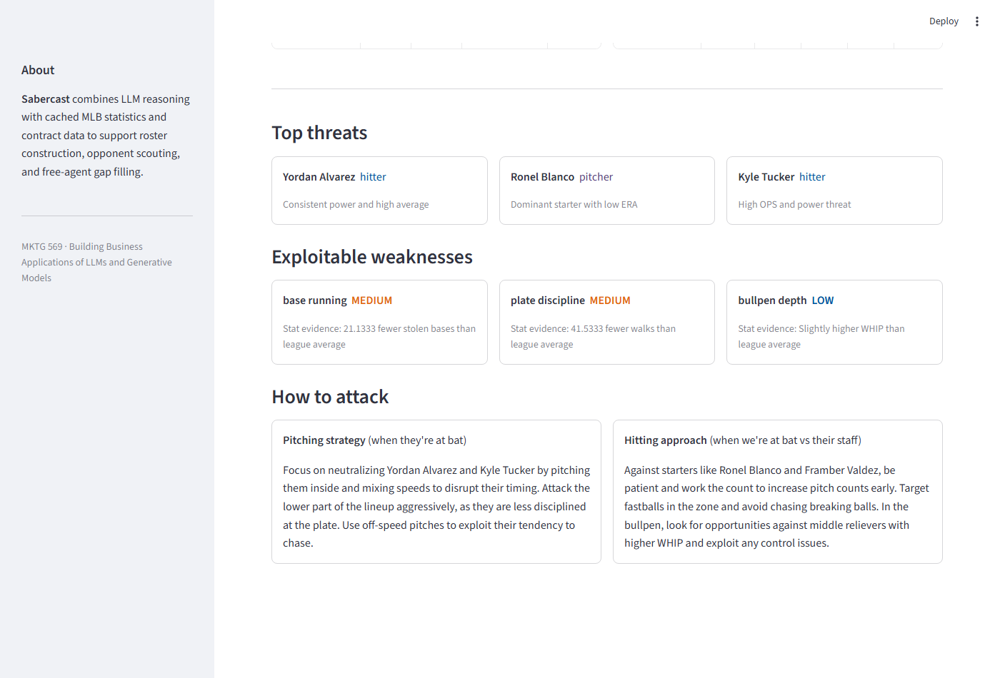 Deploy
About
Sabercast combines LLM reasoning
with cached MLB statistics and
contract data to support roster
construction, opponent scouting,
and free-agent gap filling.
MKTG 569 · Building Business
Applications of LLMs and Generative
Models
Top threats
Yordan Alvarez hitter
Consistent power and high average
Ronel Blanco pitcher
Dominant starter with low ERA
Kyle Tucker hitter
High OPS and power threat
Exploitable weaknesses
base running MEDIUM
Stat evidence: 21.1333 fewer stolen bases than
league average
plate discipline MEDIUM
Stat evidence: 41.5333 fewer walks than
league average
bullpen depth LOW
Stat evidence: Slightly higher WHIP than
league average
How to attack
Pitching strategy (when they're at bat)
Focus on neutralizing Yordan Alvarez and Kyle Tucker by pitching
them inside and mixing speeds to disrupt their timing. Attack the
lower part of the lineup aggressively, as they are less disciplined
at the plate. Use off-speed pitches to exploit their tendency to
chase.
Hitting approach (when we're at bat vs their staff)
Against starters like Ronel Blanco and Framber Valdez, be
patient and work the count to increase pitch counts early. Target
fastballs in the zone and avoid chasing breaking balls. In the
bullpen, look for opportunities against middle relievers with
higher WHIP and exploit any control issues.